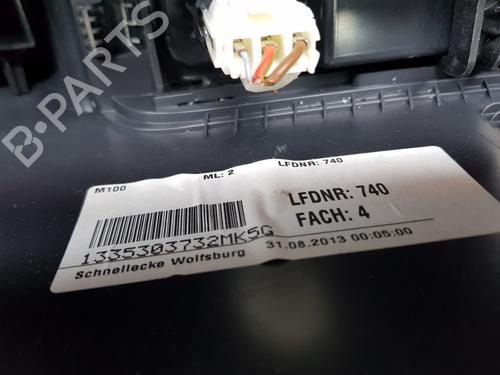 B-PARTS
M100
ML: 2
LFDNR: 740
LFDNR: 740
FACH: 4
1335303732MK5G
Schnellecke Wolfsburg
31.08.2013 00:05:00